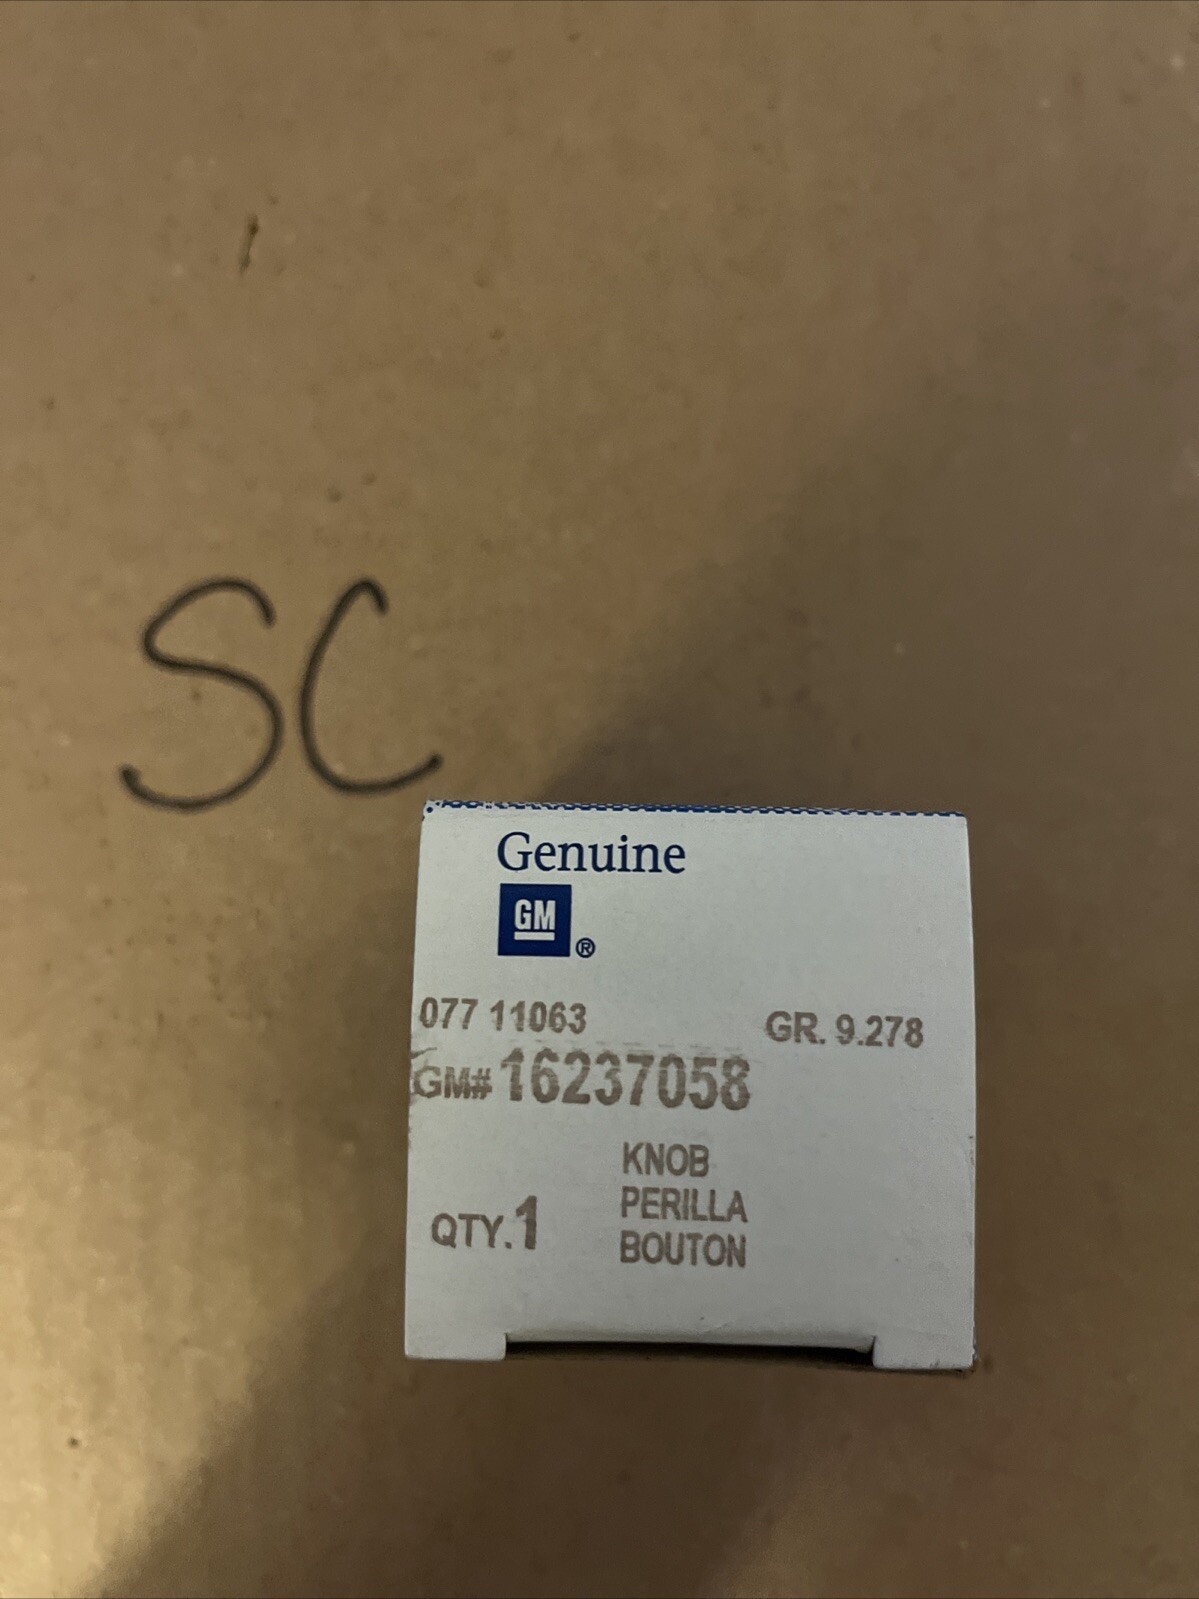 SC
Genuine
GM ®
077 11063
GR. 9.278
GM# 16237058
KNOB
PERILLA
QTY.1
BOUTON